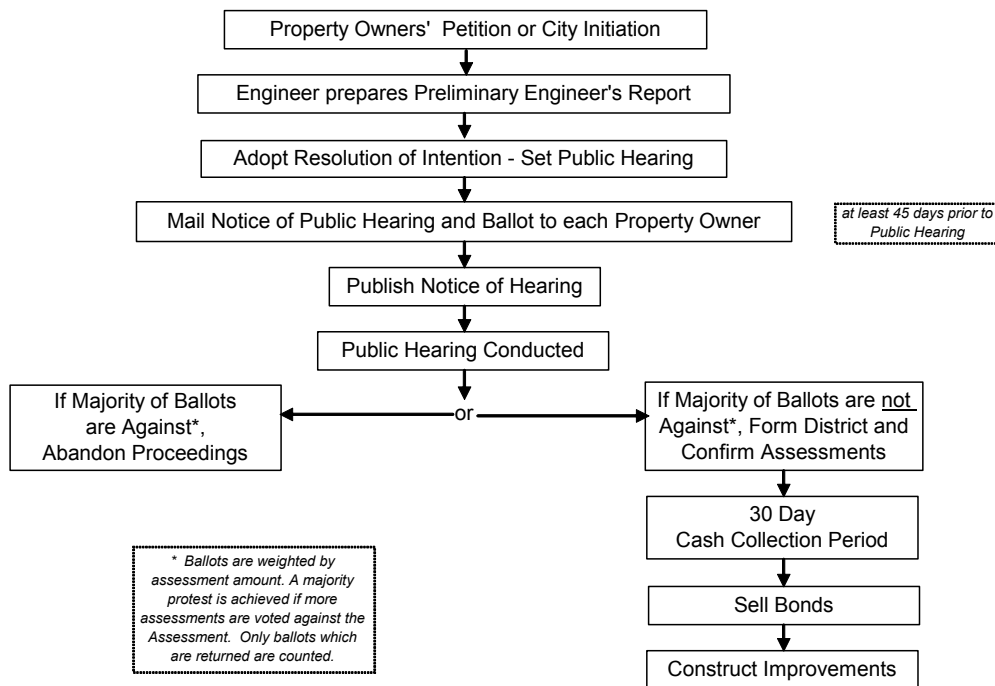 Property Owners' Petition or City Initiation
Engineer prepares Preliminary Engineer's Report
Adopt Resolution of Intention - Set Public Hearing
Mail Notice of Public Hearing and Ballot to each Property Owner
at least 45 days prior to
Public Hearing
Publish Notice of Hearing
Public Hearing Conducted
or
If Majority of Ballots
are Against*,
Abandon Proceedings
If Majority of Ballots are not
Against*, Form District and
Confirm Assessments
30 Day
Cash Collection Period
* Ballots are weighted by
assessment amount. A majority
protest is achieved if more
assessments are voted against the
Assessment. Only ballots which
are returned are counted.
Sell Bonds
Construct Improvements